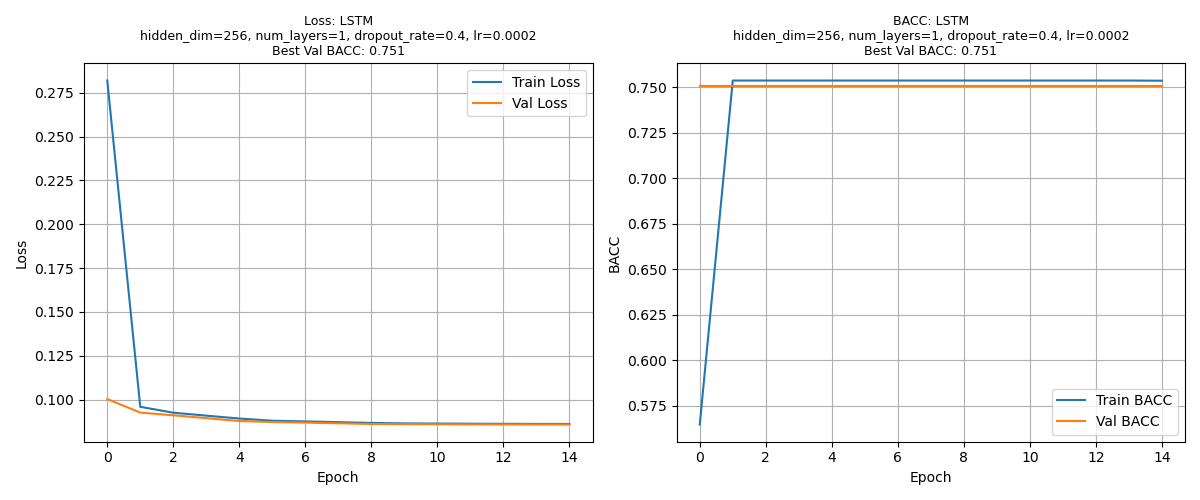 Loss: LSTM
hidden_dim=256, num_layers=1, dropout_rate=0.4, lr=0.0002
Best Val BACC: 0.751
0.275
0.250
0.225
0.200
0.175
0.150
0.125
0.100
Loss
Train Loss
Val Loss
0 2 4 6 8 10 12 14
Epoch
BACC: LSTM
hidden_dim=256, num_layers=1, dropout_rate=0.4, lr=0.0002
Best Val BACC: 0.751
0.750
0.725
0.700
0.675
0.650
0.625
0.600
0.575
BACC
Train BACC
Val BACC
0 2 4 6 8 10 12 14
Epoch